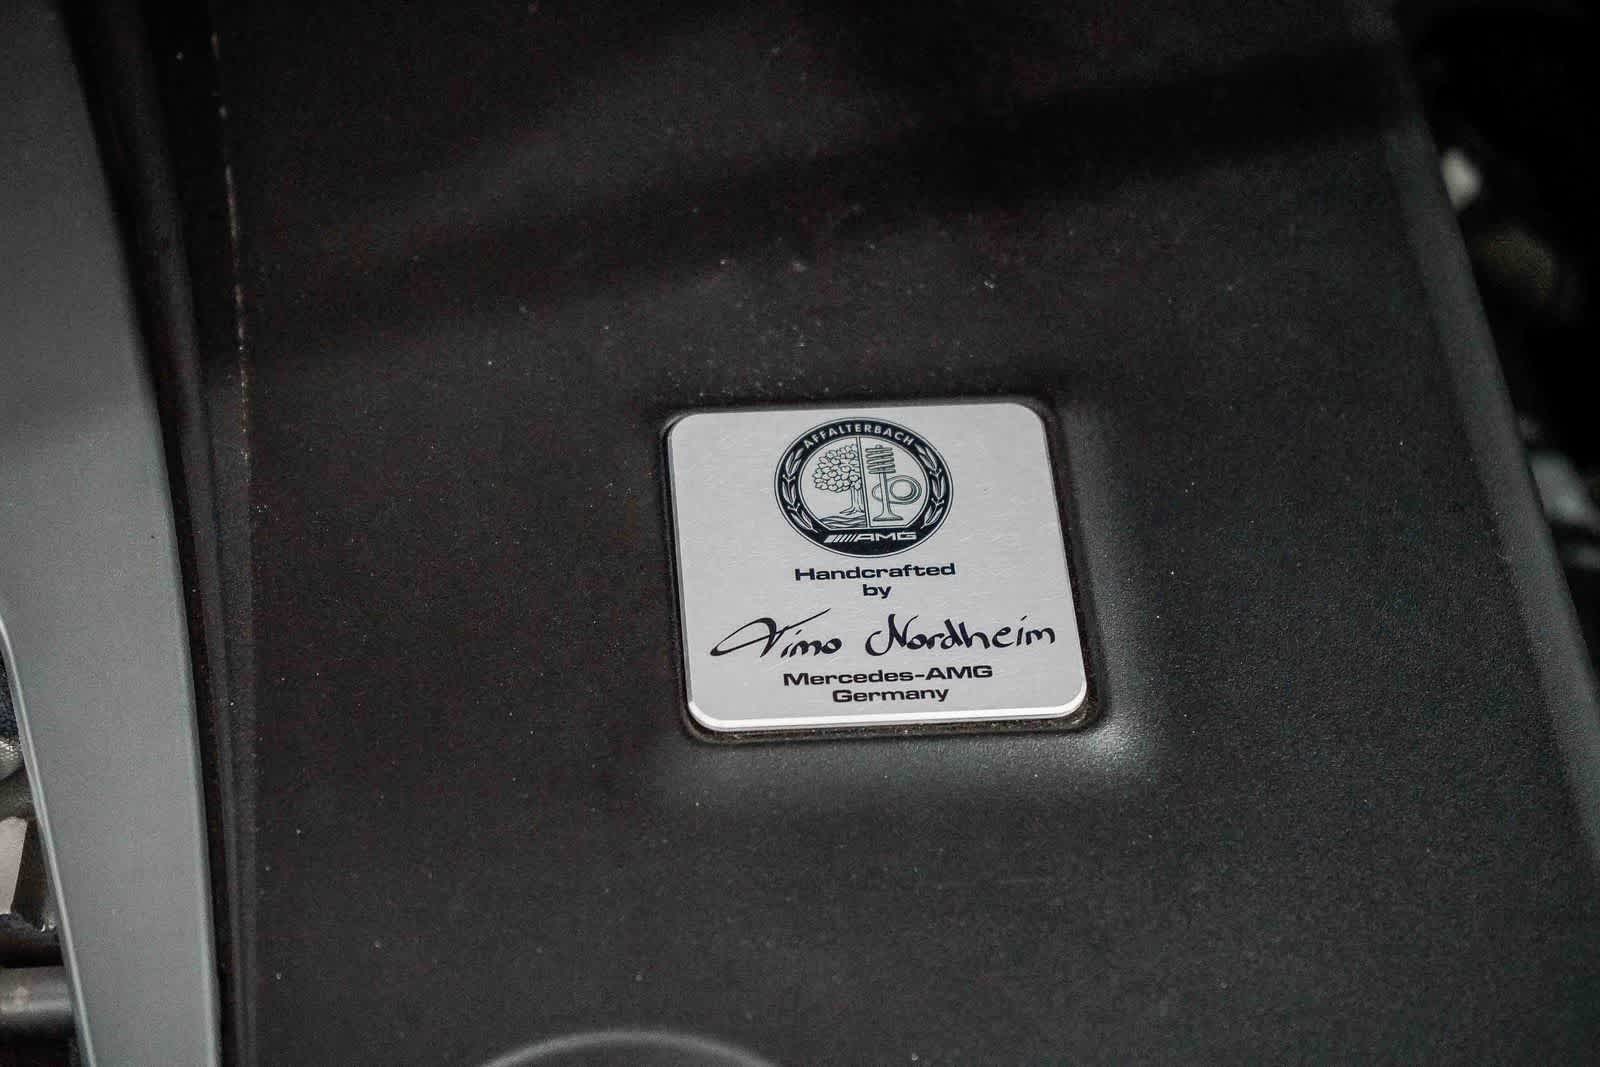 AFFALTERBACH
AMG
Handcrafted
by
Timo Nordheim
Mercedes-AMG
Germany